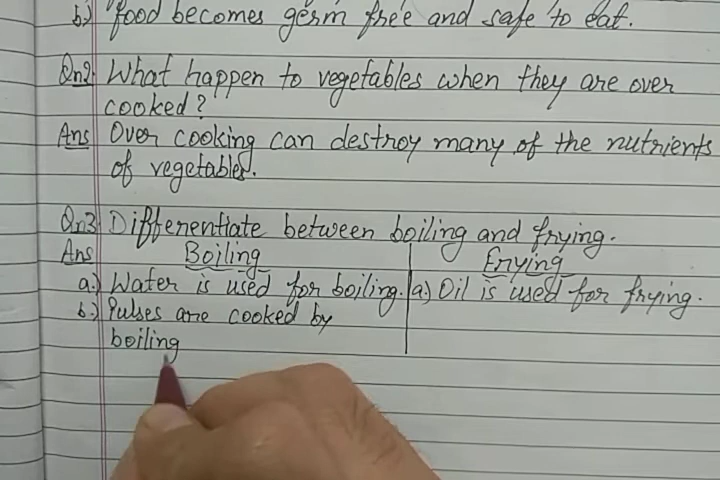 b.) food becomes germ free and safe to eat.
Qn2. What happen to vegetables when they are over
cooked?
Ans Over cooking can destroy many of the nutrients
of vegetables.
Qn3. Differentiate between boiling and frying.
Ans Boiling Frying
a.) Water is used for boiling. a.) Oil is used for frying.
b.) Pulses are cooked by
boiling